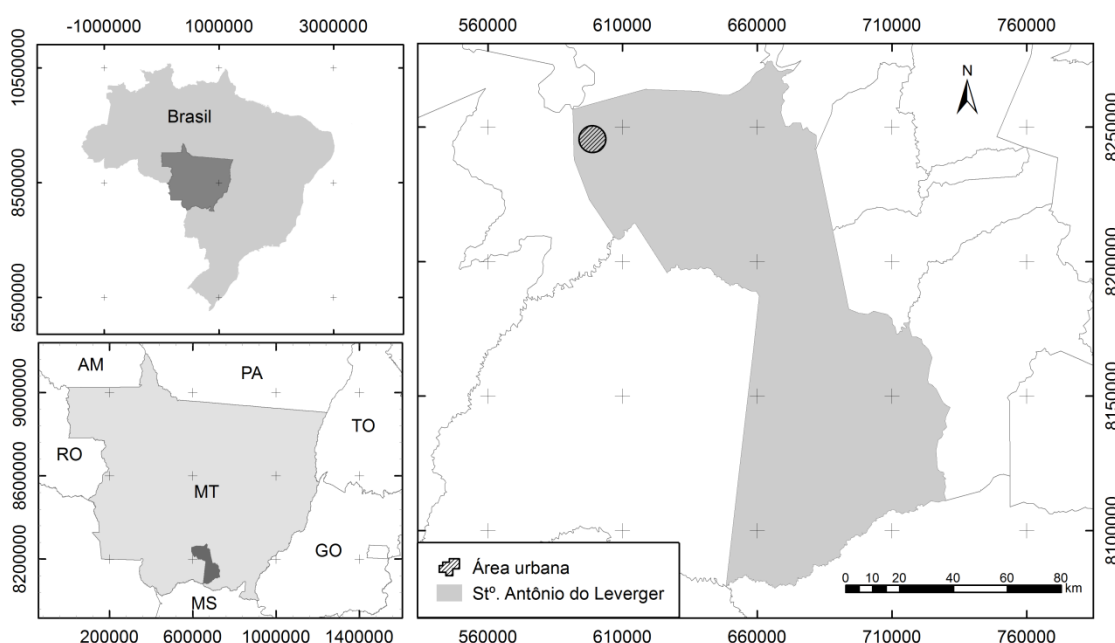 -1000000 1000000 3000000
10500000
8500000
6500000
Brasil
AM
PA
TO
RO
MT
GO
MS
9000000
8600000
8200000
200000 600000 1000000 1400000
560000 610000 660000 710000 760000
N
8250000
8200000
8150000
8100000
Área urbana
Stº. Antônio do Leverger
0 5 10 20 40 60 80
km
560000 610000 660000 710000 760000